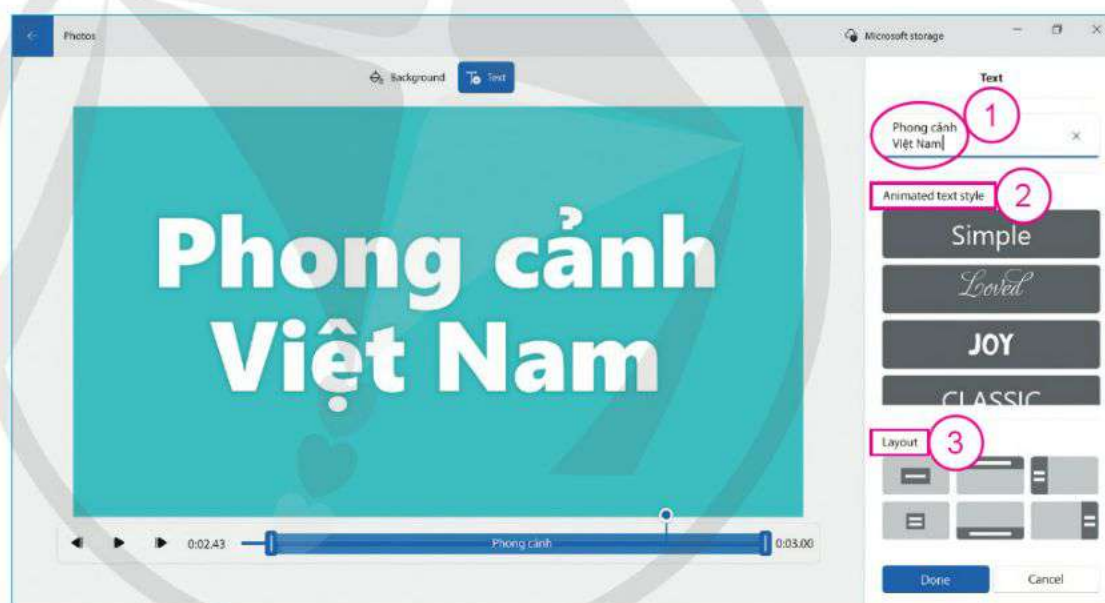 Photos
Microsoft storage
Background
Text
Text
Phong cảnh
Việt Nam
1
Animated text style
2
Simple
Loved
JOY
CLASSIC
Layout
3
Phong cảnh
Việt Nam
0:02.43
Phong cảnh
0:03.00
Done
Cancel